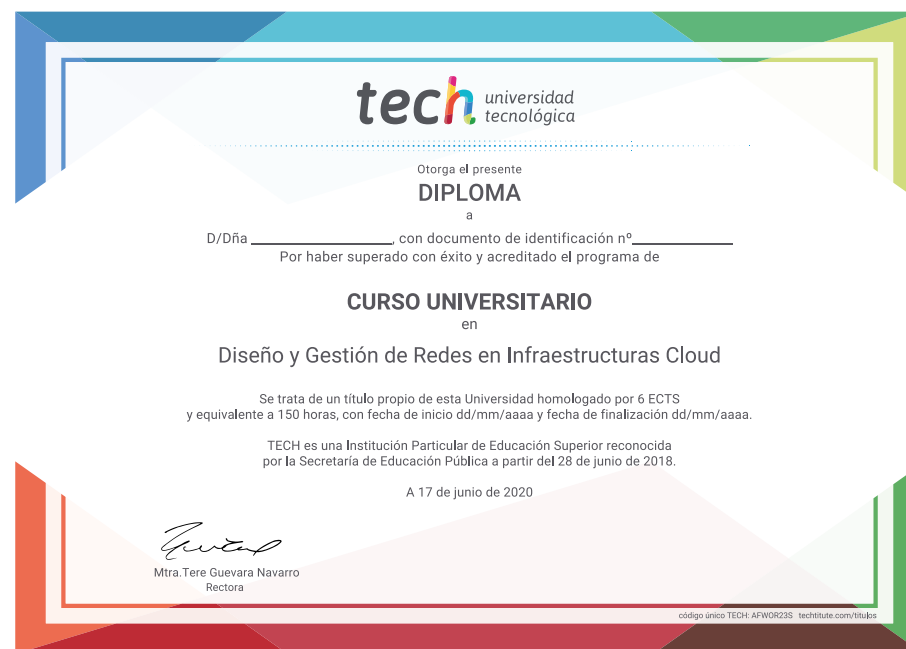 tech universidad
tecnológica
Otorga el presente
DIPLOMA
a
D/Dña ____________________, con documento de identificación nº______________
Por haber superado con éxito y acreditado el programa de
CURSO UNIVERSITARIO
en
Diseño y Gestión de Redes en Infraestructuras Cloud
Se trata de un título propio de esta Universidad homologado por 6 ECTS
y equivalente a 150 horas, con fecha de inicio dd/mm/aaaa y fecha de finalización dd/mm/aaaa.
TECH es una Institución Particular de Educación Superior reconocida
por la Secretaría de Educación Pública a partir del 28 de junio de 2018.
A 17 de junio de 2020
Mtra.Tere Guevara Navarro
Rectora
código único TECH: AFWOR23S techtitute.com/titulos